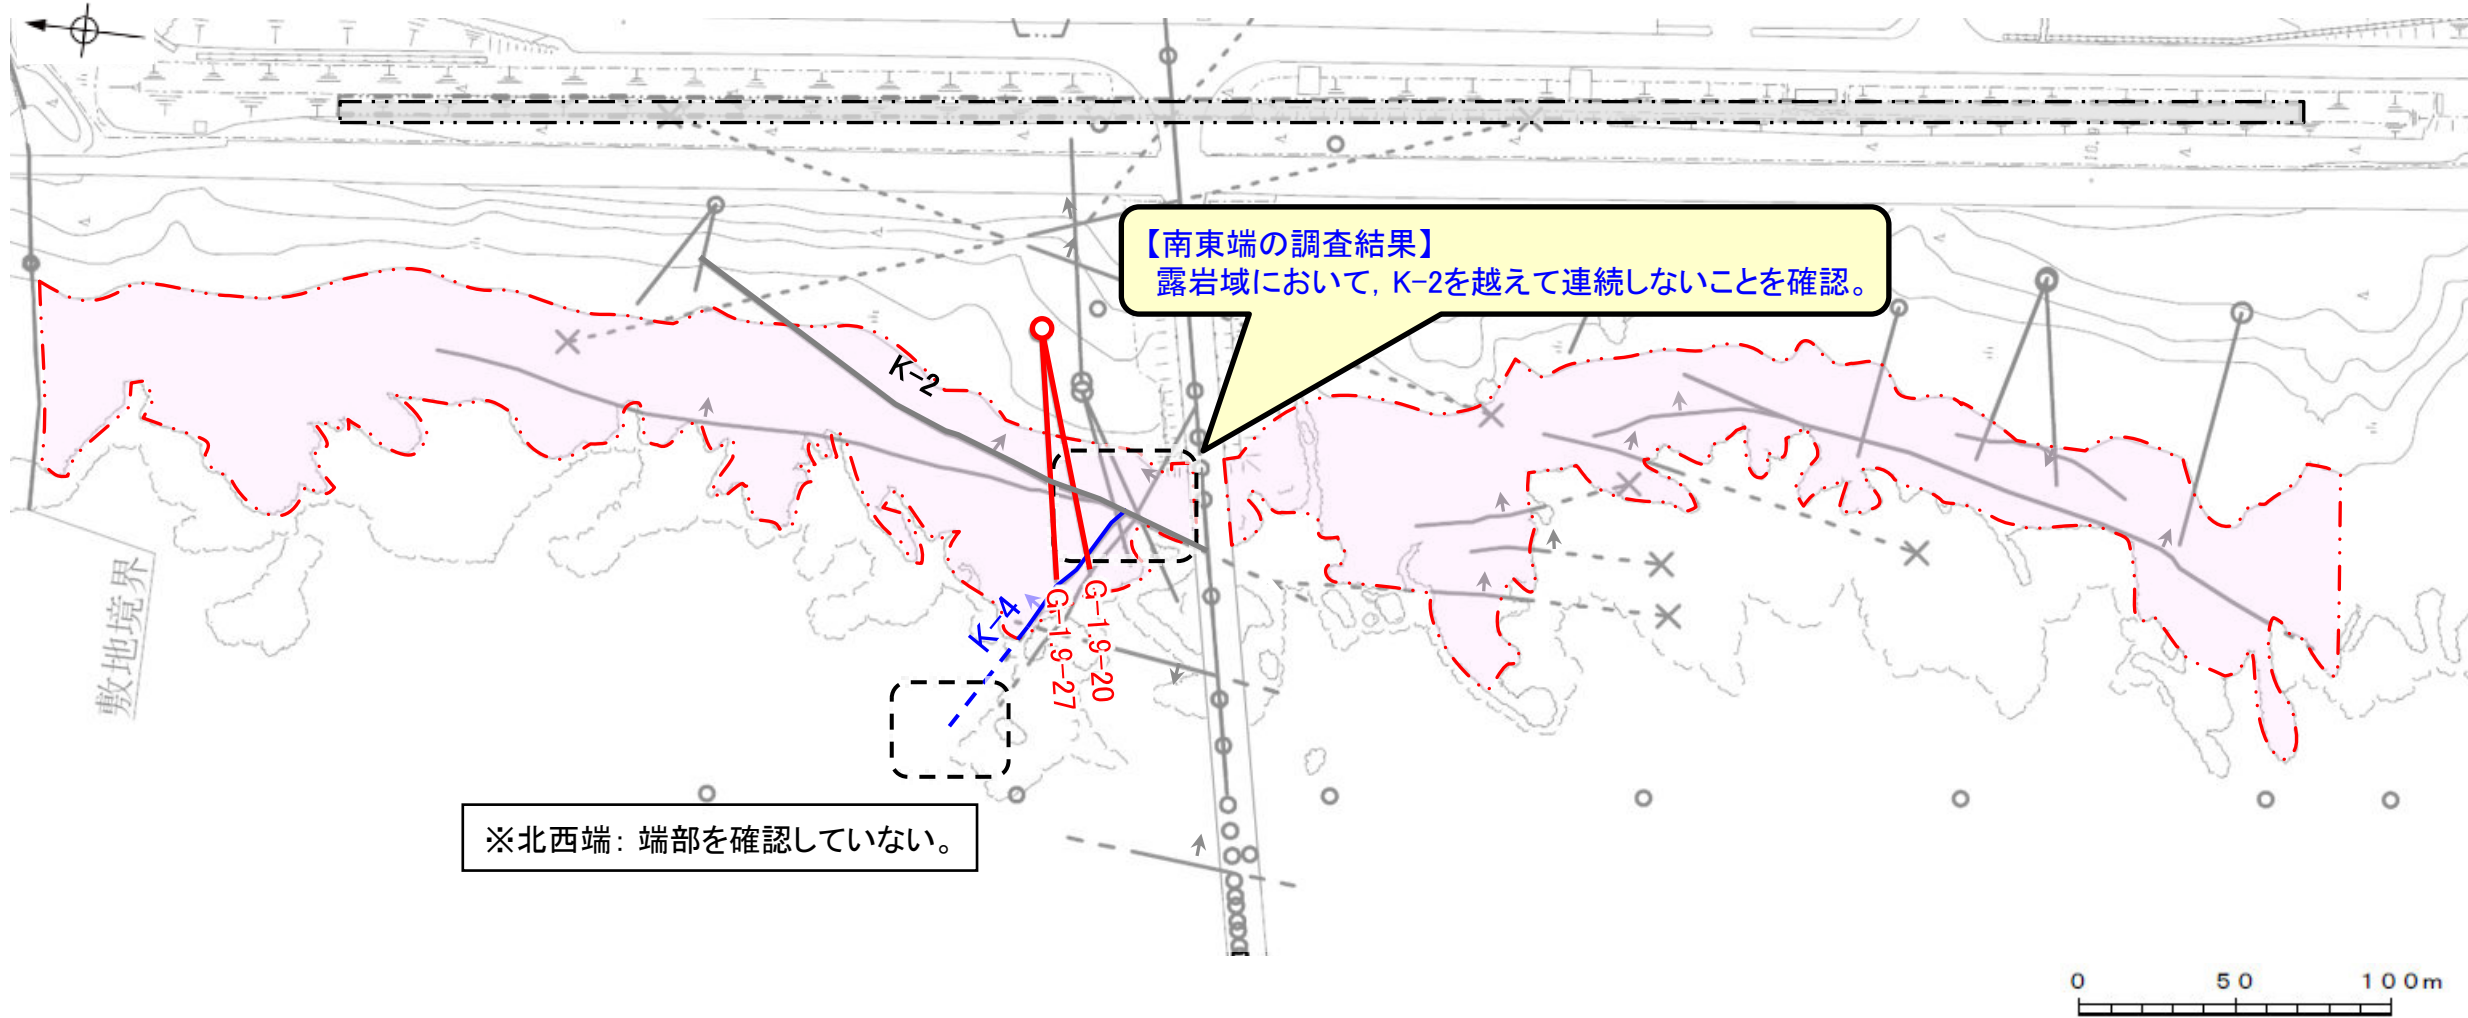 【南東端の調査結果】
露岩域において, K-2を越えて連続しないことを確認。
K-2
K-4
G-1.9-27
G-1.9-20
敷地境界
※北西端: 端部を確認していない。
0 50 100m